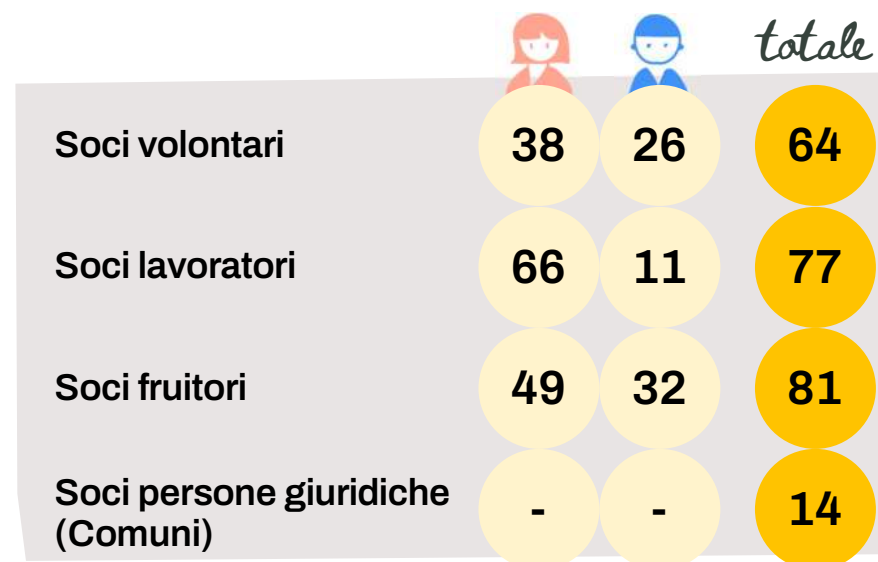 totale
Soci volontari 38 26 64
Soci lavoratori 66 11 77
Soci fruitori 49 32 81
Soci persone giuridiche
(Comuni) - - 14